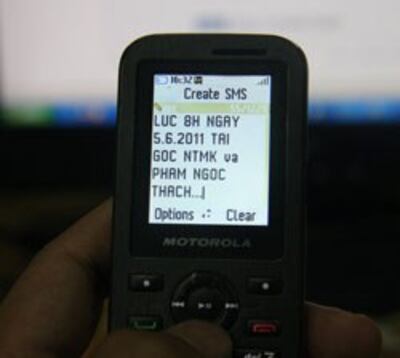 16:32
Create SMS
LUC 8H NGAY
5.6.2011 TAI
GOC NTMK va
PHAM NGOC
THACH...
Options Clear
MOTOROLA